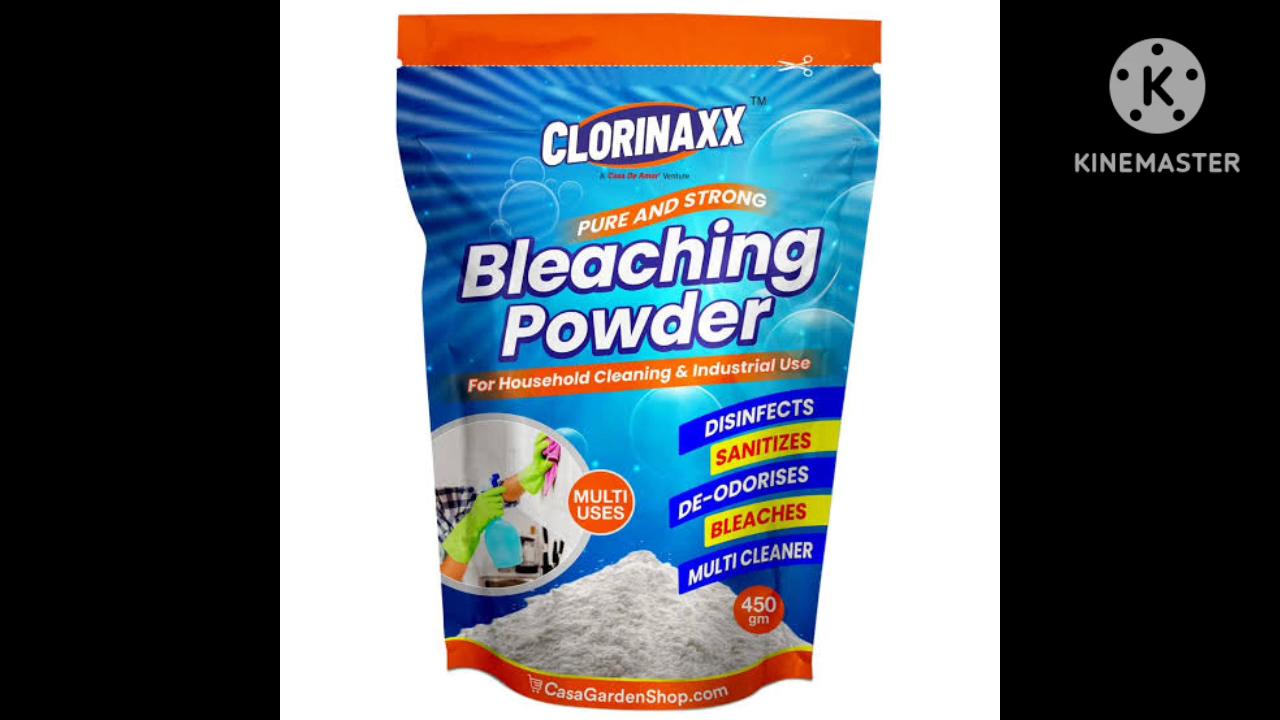 CLORINAXX TM
A Casa De Amor Venture
PURE AND STRONG
Bleaching
Powder
For Household Cleaning & Industrial Use
DISINFECTS
SANITIZES
DE-ODORISES
BLEACHES
MULTI CLEANER
MULTI
USES
450
gm
CasaGardenShop.com
K
KINEMASTER